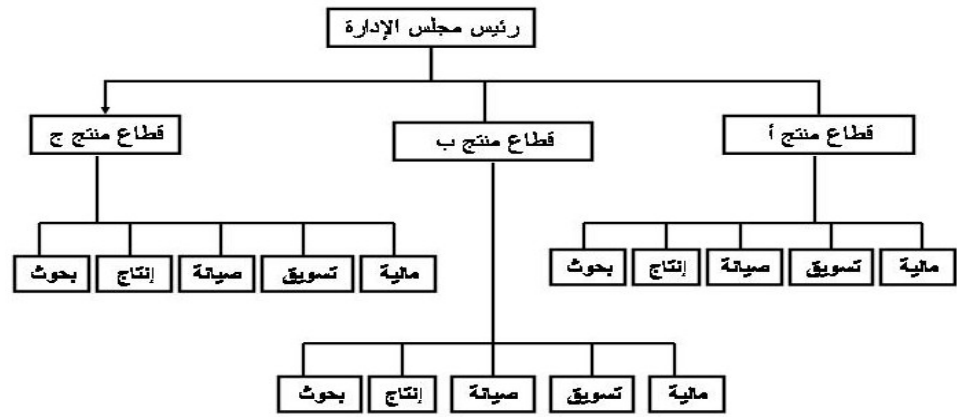 رئيس مجلس الإدارة
قطاع منتج أ
قطاع منتج ب
قطاع منتج ج
مالية
تسويق
صيانة
إنتاج
بحوث
مالية
تسويق
صيانة
إنتاج
بحوث
مالية
تسويق
صيانة
إنتاج
بحوث